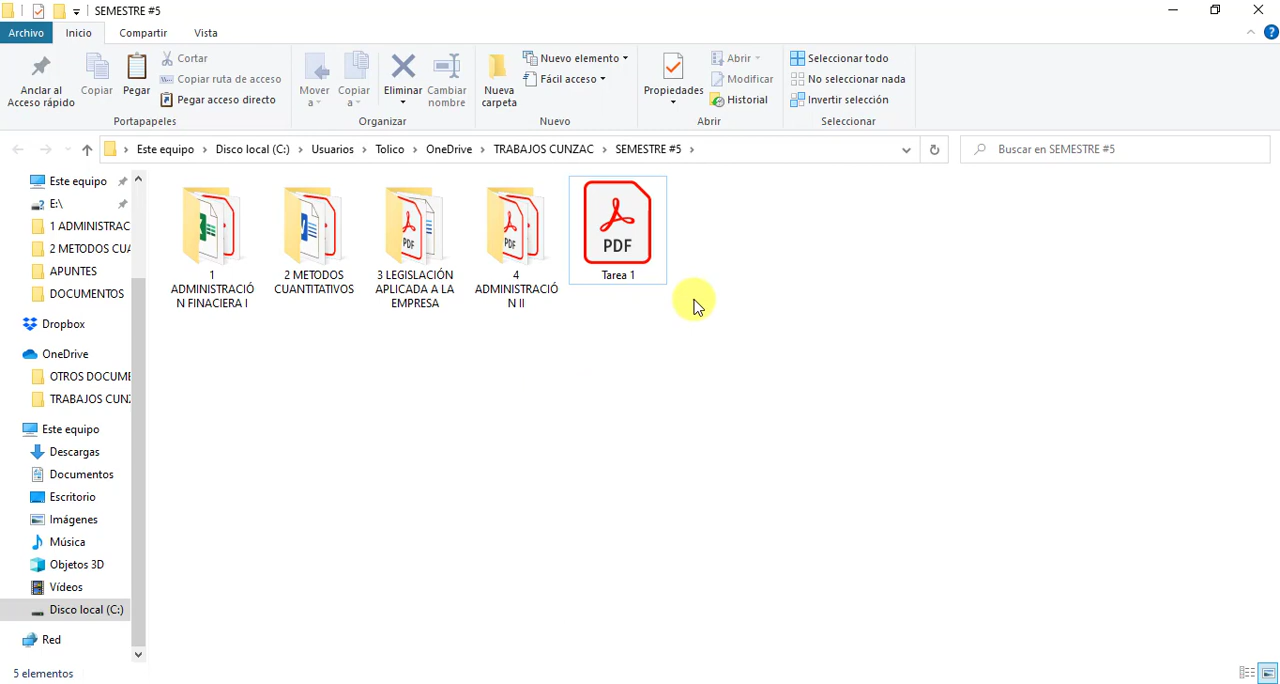 SEMESTRE #5
Archivo
Inicio
Compartir
Vista
?
Anclar al
Acceso rápido
Copiar
Pegar
Cortar
Copiar ruta de acceso
Pegar acceso directo
Portapapeles
Mover
a
Copiar
a
Eliminar
Cambiar
nombre
Organizar
Nueva
carpeta
Nuevo elemento
Fácil acceso
Nuevo
Propiedades
Abrir
Modificar
Historial
Abrir
Seleccionar todo
No seleccionar nada
Invertir selección
Seleccionar
Este equipo > Disco local (C:) > Usuarios > Tolico > OneDrive > TRABAJOS CUNZAC > SEMESTRE #5 >
Buscar en SEMESTRE #5
Este equipo
E:\
1 ADMINISTRAC
2 METODOS CUA
APUNTES
DOCUMENTOS
Dropbox
OneDrive
OTROS DOCUME
TRABAJOS CUNZ
Este equipo
Descargas
Documentos
Escritorio
Imágenes
Música
Objetos 3D
Vídeos
Disco local (C:)
Red
1
ADMINISTRACIÓ
N FINACIERA I
2 METODOS
CUANTITATIVOS
PDF
3 LEGISLACIÓN
APLICADA A LA
EMPRESA
PDF
4
ADMINISTRACIÓ
N II
PDF
Tarea 1
5 elementos